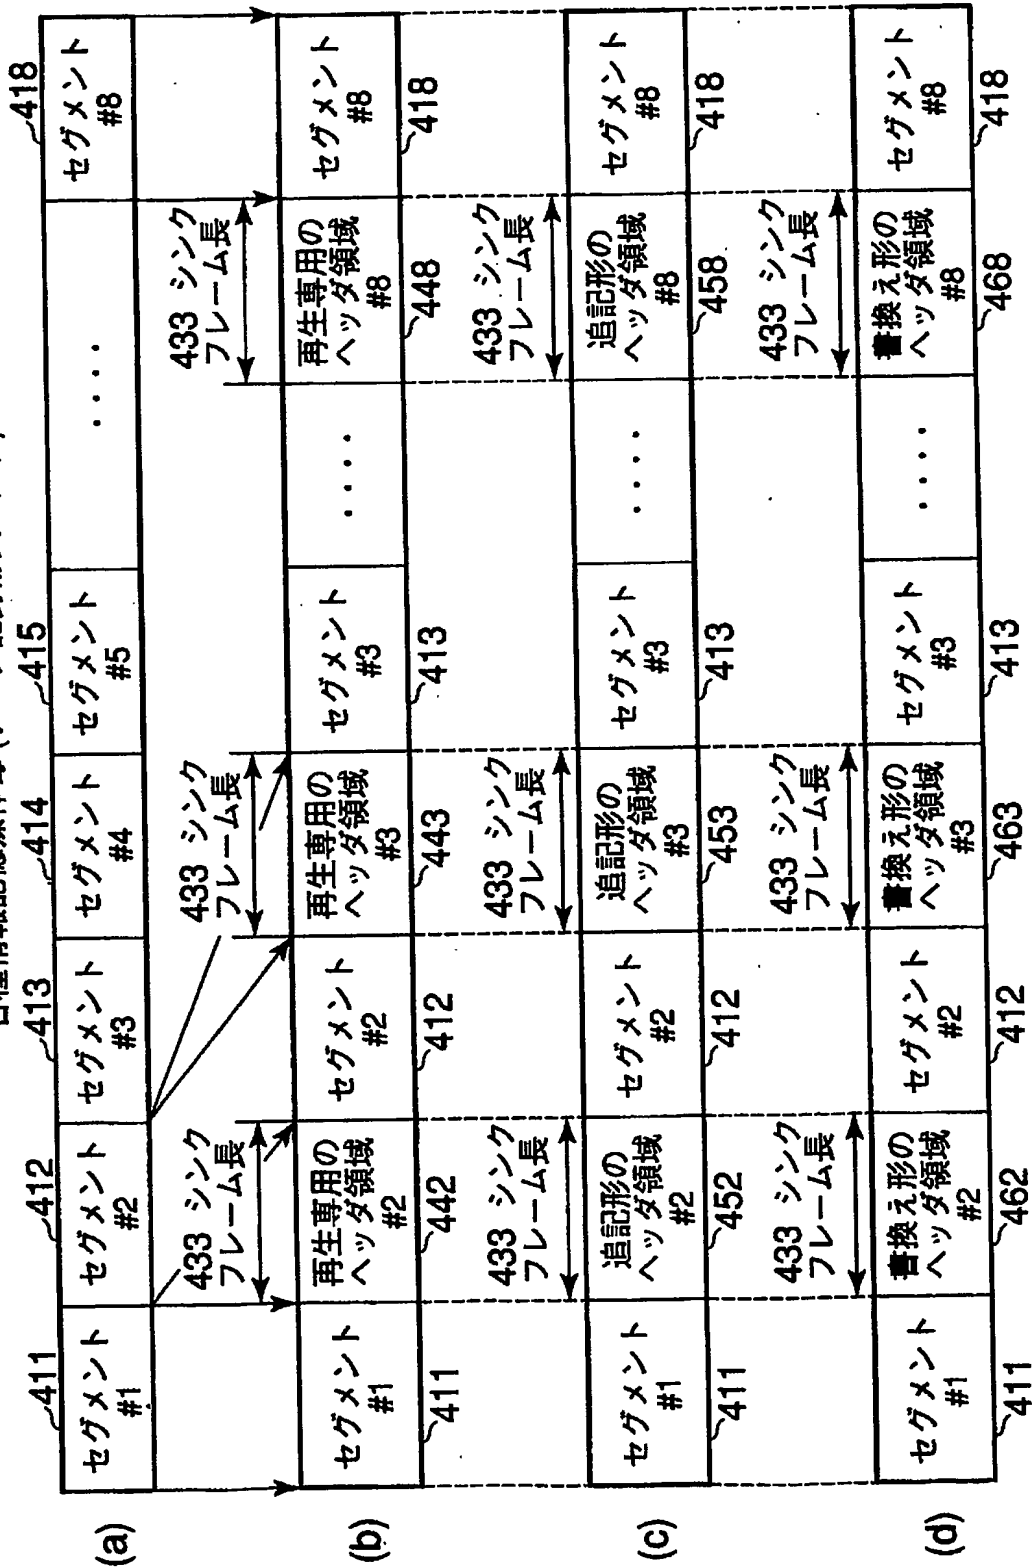 (a)
411
412
413
414
415
418
セグメント
#1
セグメント
#2
セグメント
#3
セグメント
#4
セグメント
#5
・・・・
セグメント
#8
433 シンク
フレーム長
433 シンク
フレーム長
433 シンク
フレーム長
(b)
セグメント
#1
再生専用の
ヘッダ領域
#2
セグメント
#2
再生専用の
ヘッダ領域
#3
セグメント
#3
・・・・・
再生専用の
ヘッダ領域
#8
セグメント
#8
411
442
412
443
413
448
418
433 シンク
フレーム長
433 シンク
フレーム長
433 シンク
フレーム長
(c)
セグメント
#1
追記形の
ヘッダ領域
#2
セグメント
#2
追記形の
ヘッダ領域
#3
セグメント
#3
・・・・・
追記形の
ヘッダ領域
#8
セグメント
#8
411
452
412
453
413
458
418
433 シンク
フレーム長
433 シンク
フレーム長
433 シンク
フレーム長
(d)
セグメント
#1
書換え形の
ヘッダ領域
#2
セグメント
#2
書換え形の
ヘッダ領域
#3
セグメント
#3
・・・・・
書換え形の
ヘッダ領域
#8
セグメント
#8
411
462
412
463
413
468
418